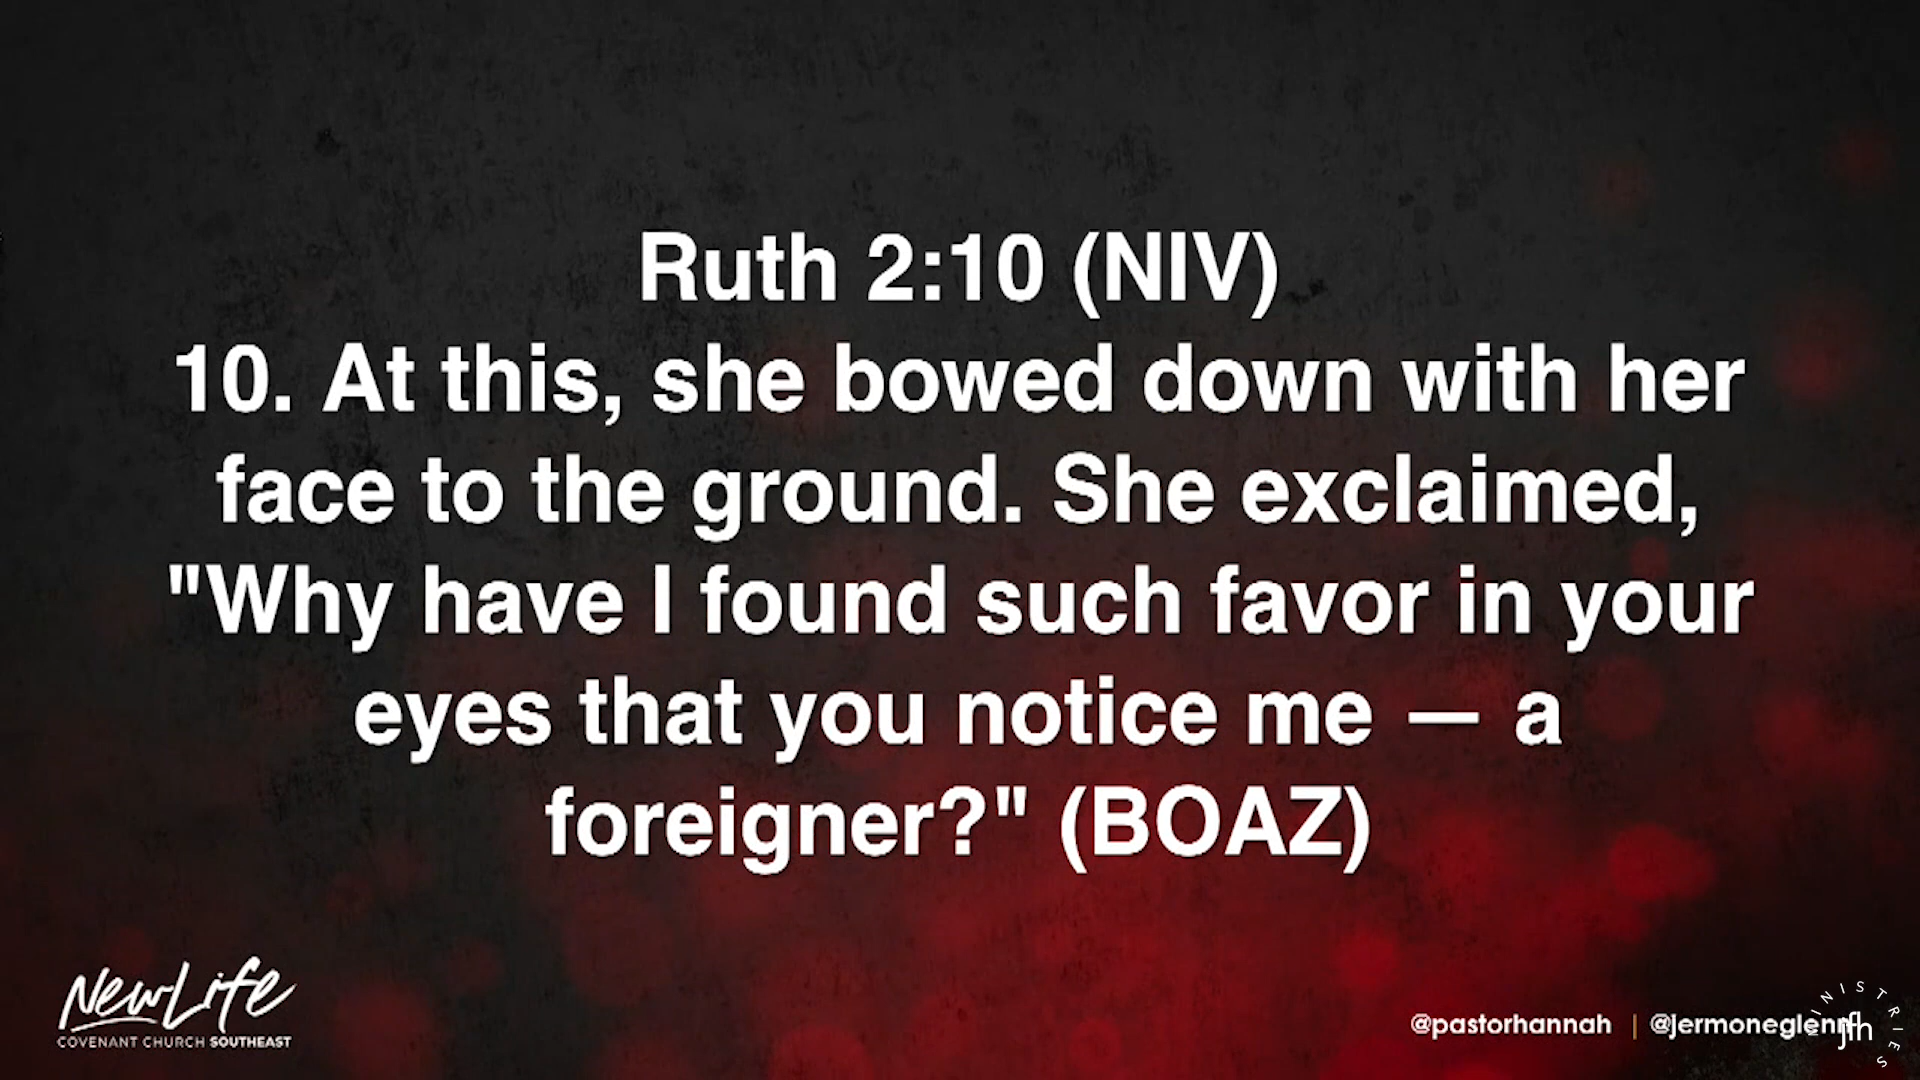 Ruth 2:10 (NIV)
10. At this, she bowed down with her
face to the ground. She exclaimed,
"Why have I found such favor in your
eyes that you notice me — a
foreigner?" (BOAZ)
NewLife
COVENANT CHURCH SOUTHEAST
@pastorhannah | @jermoneglenn
MINISTRIES
jfh